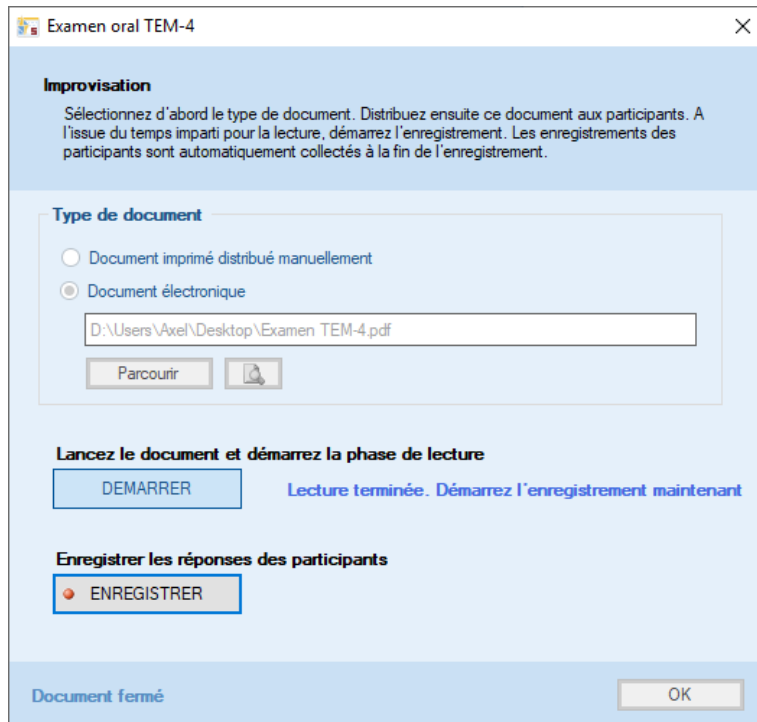 Examen oral TEM-4
Improvisation
Sélectionnez d'abord le type de document. Distribuez ensuite ce document aux participants. A
l'issue du temps imparti pour la lecture, démarrez l'enregistrement. Les enregistrements des
participants sont automatiquement collectés à la fin de l'enregistrement.
Type de document
Document imprimé distribué manuellement
Document électronique
D:\Users\Axel\Desktop\Examen TEM-4.pdf
Parcourir
Lancez le document et démarrez la phase de lecture
DEMARRER
Lecture terminée. Démarrez l'enregistrement maintenant
Enregistrer les réponses des participants
ENREGISTRER
Document fermé
OK